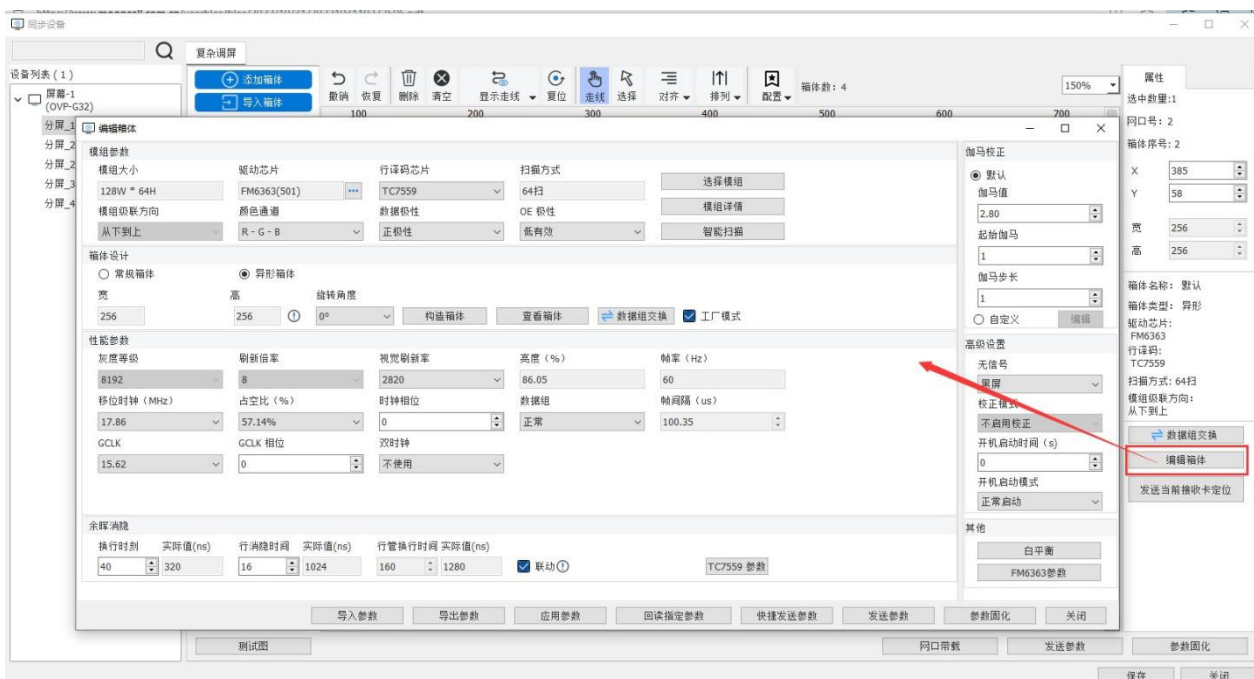 同步设备
复杂调屏
设备列表 (1)
屏幕-1
(OVP-G32)
分屏_1
分屏_2
分屏_2
分屏_3
分屏_4
添加箱体
导入箱体
撤销 恢复 删除 清空 显示走线 复位 走线 选择 对齐 排列 配置 箱体数: 4
150%
100 200 300 400 500 600 700
属性
选中数量:1
网口号: 2
箱体序号: 2
X 385
Y 58
宽 256
高 256
箱体名称: 默认
箱体类型: 异形
驱动芯片:
FM6363
行译码:
TC7559
扫描方式: 64扫
模组级联方向:
从下到上
数据组交换
编辑箱体
发送当前接收卡定位
编辑箱体
模组参数
模组大小 驱动芯片 行译码芯片 扫描方式
128W * 64H FM6363(501) TC7559 64扫 选择模组
模组级联方向 颜色通道 数据极性 OE 极性 模组详情
从下到上 R - G - B 正极性 低有效 智能扫描
箱体设计
常规箱体 异形箱体
宽 高 旋转角度
256 256 0° 构造箱体 查看箱体 数据组交换 工厂模式
性能参数
灰度等级 刷新倍率 视觉刷新率 亮度 (%) 帧率 (Hz)
8192 8 2820 86.05 60
移位时钟 (MHz) 占空比 (%) 时钟相位 数据组 帧间隔 (us)
17.86 57.14% 0 正常 100.35
GCLK GCLK 相位 双时钟
15.62 0 不使用
余晖消隐
换行时刻 实际值(ns) 行消隐时间 实际值(ns) 行管换行时间 实际值(ns)
40 320 16 1024 160 1280 联动 TC7559 参数
伽马校正
默认
伽马值
2.80
起始伽马
1
伽马步长
1
自定义 编辑
高级设置
无信号
黑屏
校正模式
不启用校正
开机启动时间 (s)
0
开机启动模式
正常启动
其他
白平衡
FM6363参数
导入参数 导出参数 应用参数 回读指定参数 快捷发送参数 发送参数 参数固化 关闭
测试图 网口带载 发送参数 参数固化
保存 关闭